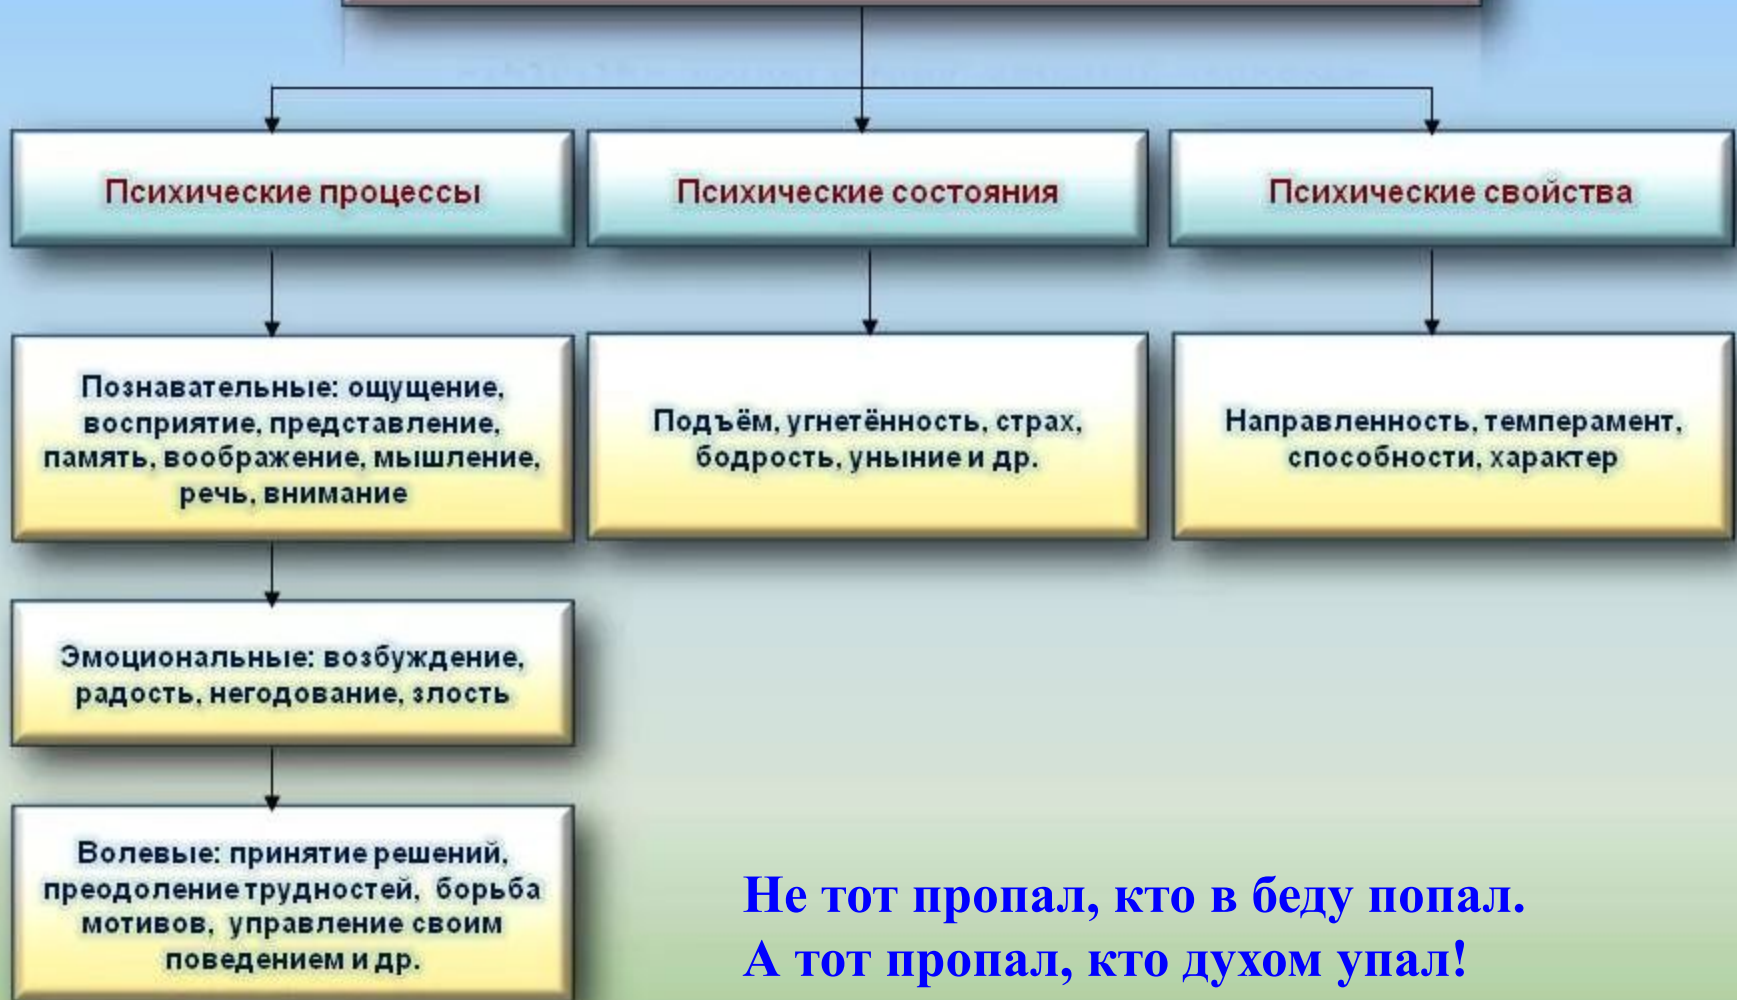 Психические процессы
Психические состояния
Психические свойства
Познавательные: ощущение,
восприятие, представление,
память, воображение, мышление,
речь, внимание
Подъём, угнетённость, страх,
бодрость, уныние и др.
Направленность, темперамент,
способности, характер
Эмоциональные: возбуждение,
радость, негодование, злость
Волевые: принятие решений,
преодоление трудностей, борьба
мотивов, управление своим
поведением и др.
Не тот пропал, кто в беду попал.
А тот пропал, кто духом упал!